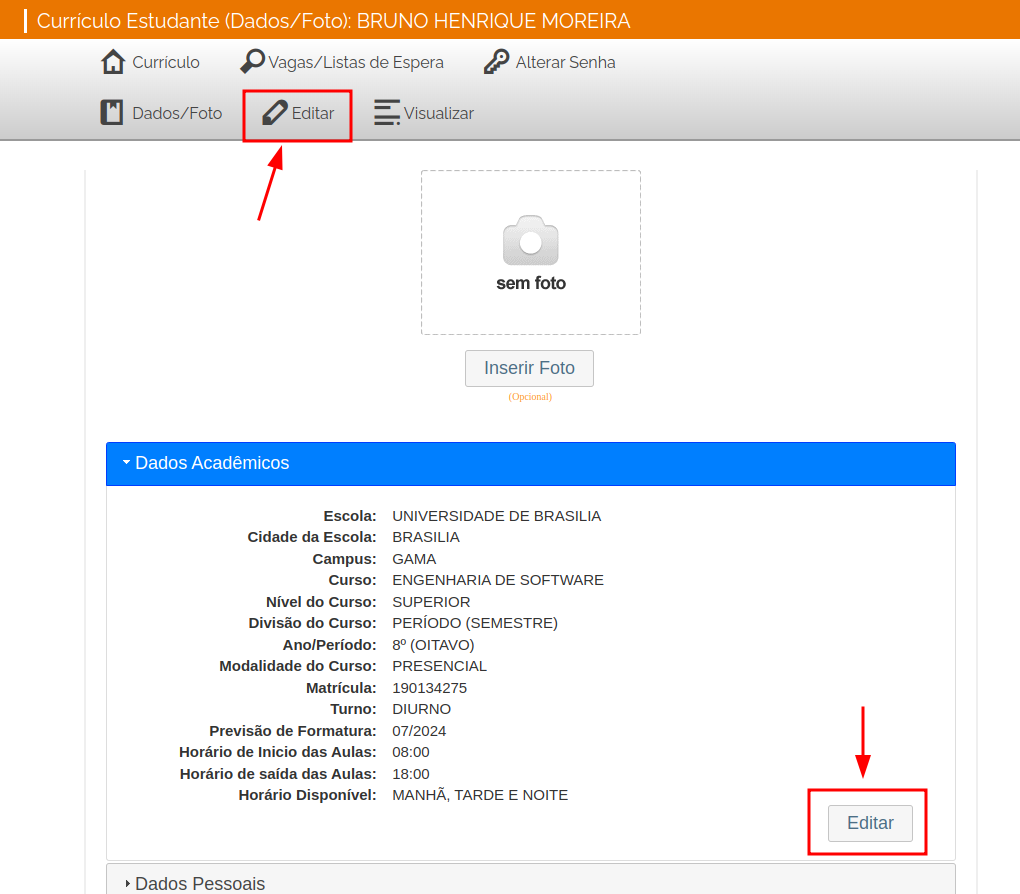 Currículo Estudante (Dados/Foto): BRUNO HENRIQUE MOREIRA
Currículo Vagas/Listas de Espera Alterar Senha
Dados/Foto Editar Visualizar
sem foto
Inserir Foto
(Opcional)
Dados Acadêmicos
Escola: UNIVERSIDADE DE BRASILIA
Cidade da Escola: BRASILIA
Campus: GAMA
Curso: ENGENHARIA DE SOFTWARE
Nível do Curso: SUPERIOR
Divisão do Curso: PERÍODO (SEMESTRE)
Ano/Período: 8º (OITAVO)
Modalidade do Curso: PRESENCIAL
Matrícula: 190134275
Turno: DIURNO
Previsão de Formatura: 07/2024
Horário de Inicio das Aulas: 08:00
Horário de saída das Aulas: 18:00
Horário Disponível: MANHÃ, TARDE E NOITE
Editar
Dados Pessoais